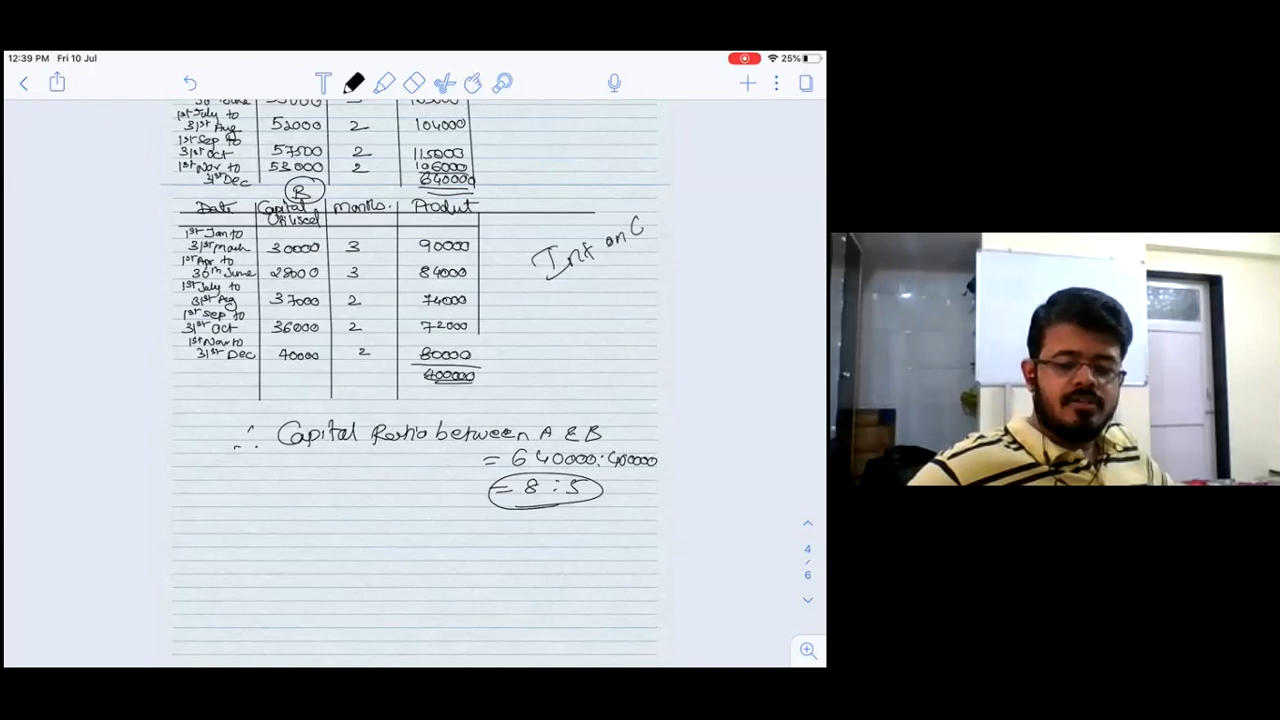 12:39 PM Fri 10 Jul
25%
T
1st July to
31st Aug 52000 2 104000
1st Sep to
31st Oct 57500 2 115000
1st Nov to 53000 2 106000
31st Dec 640000
B
Date Capital Months. Product
Utilised
1st Jan to
31st March 30000 3 90000
1st Apr to
30th June 28000 3 84000
1st July to
31st Aug 37000 2 74000
1st Sep to
31st Oct 36000 2 72000
1st Nov to
31st Dec 40000 2 80000
400000
Int on C
∴ Capital Ratio between A & B
= 640000:400000
= 8:5
4
/
6